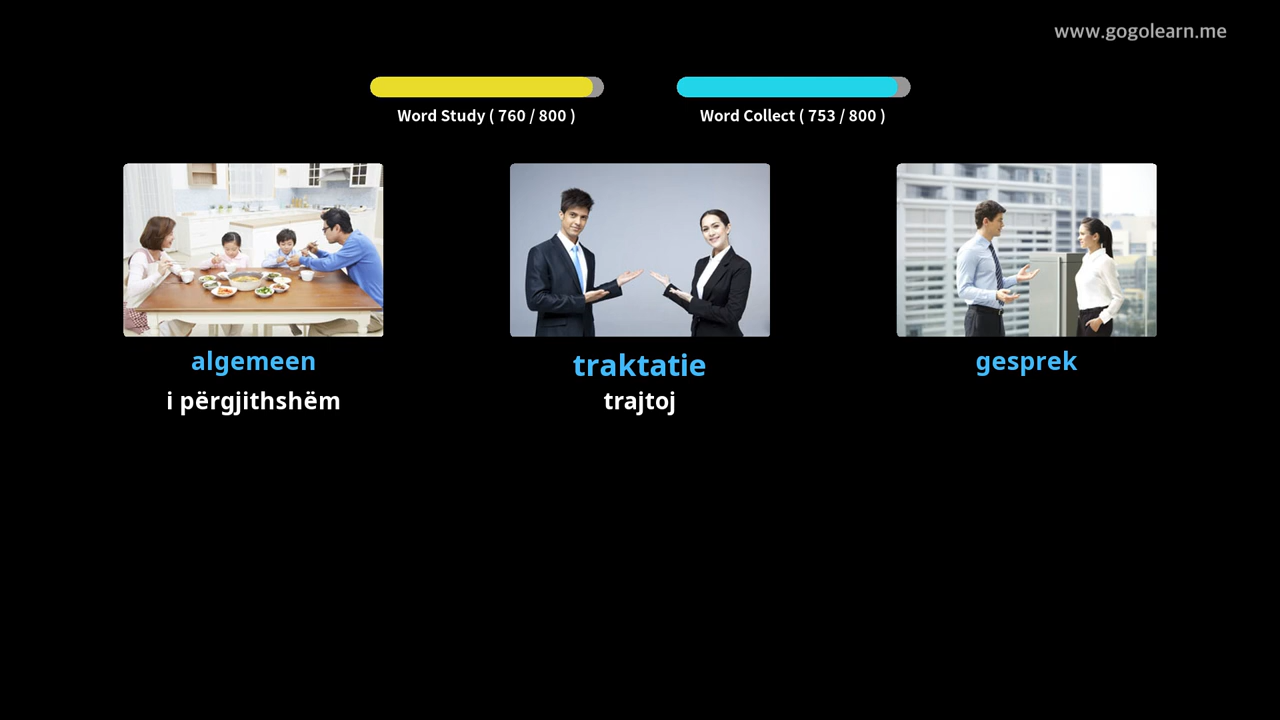 www.gogolearn.me
Word Study ( 760 / 800 )
Word Collect ( 753 / 800 )
algemeen
traktatie
gesprek
i përgjithshëm
trajtoj